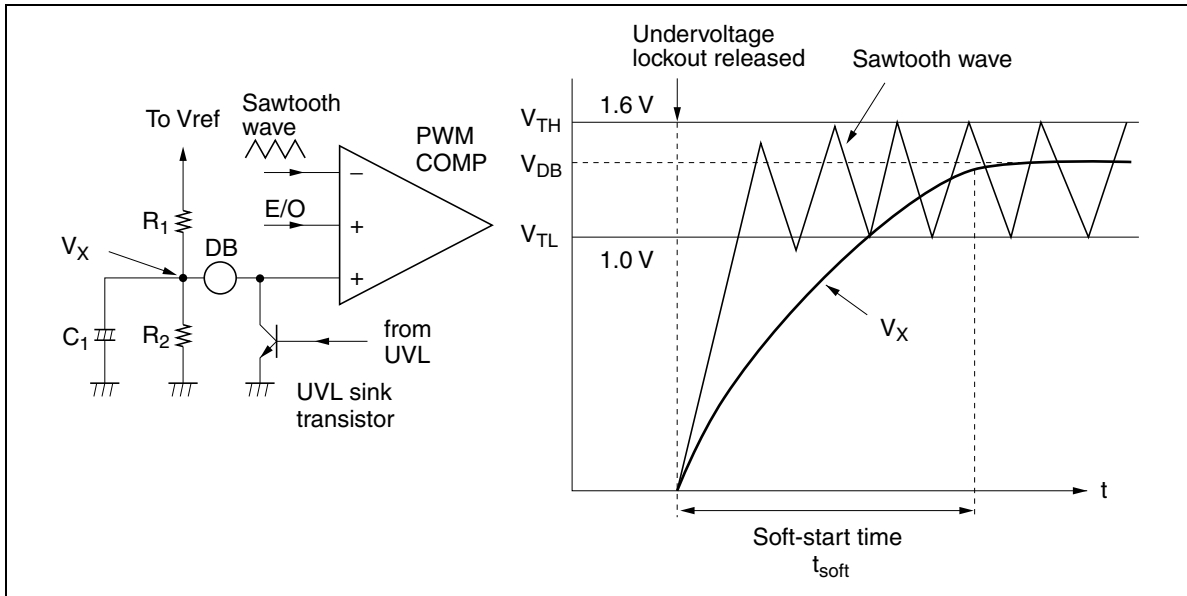 To Vref
Sawtooth
wave
PWM
COMP
−
E/O
+
+
R1
VX
DB
C1
R2
from
UVL
UVL sink
transistor
Undervoltage
lockout released
Sawtooth wave
1.6 V
VTH
VDB
VTL
1.0 V
VX
t
Soft-start time
tsoft